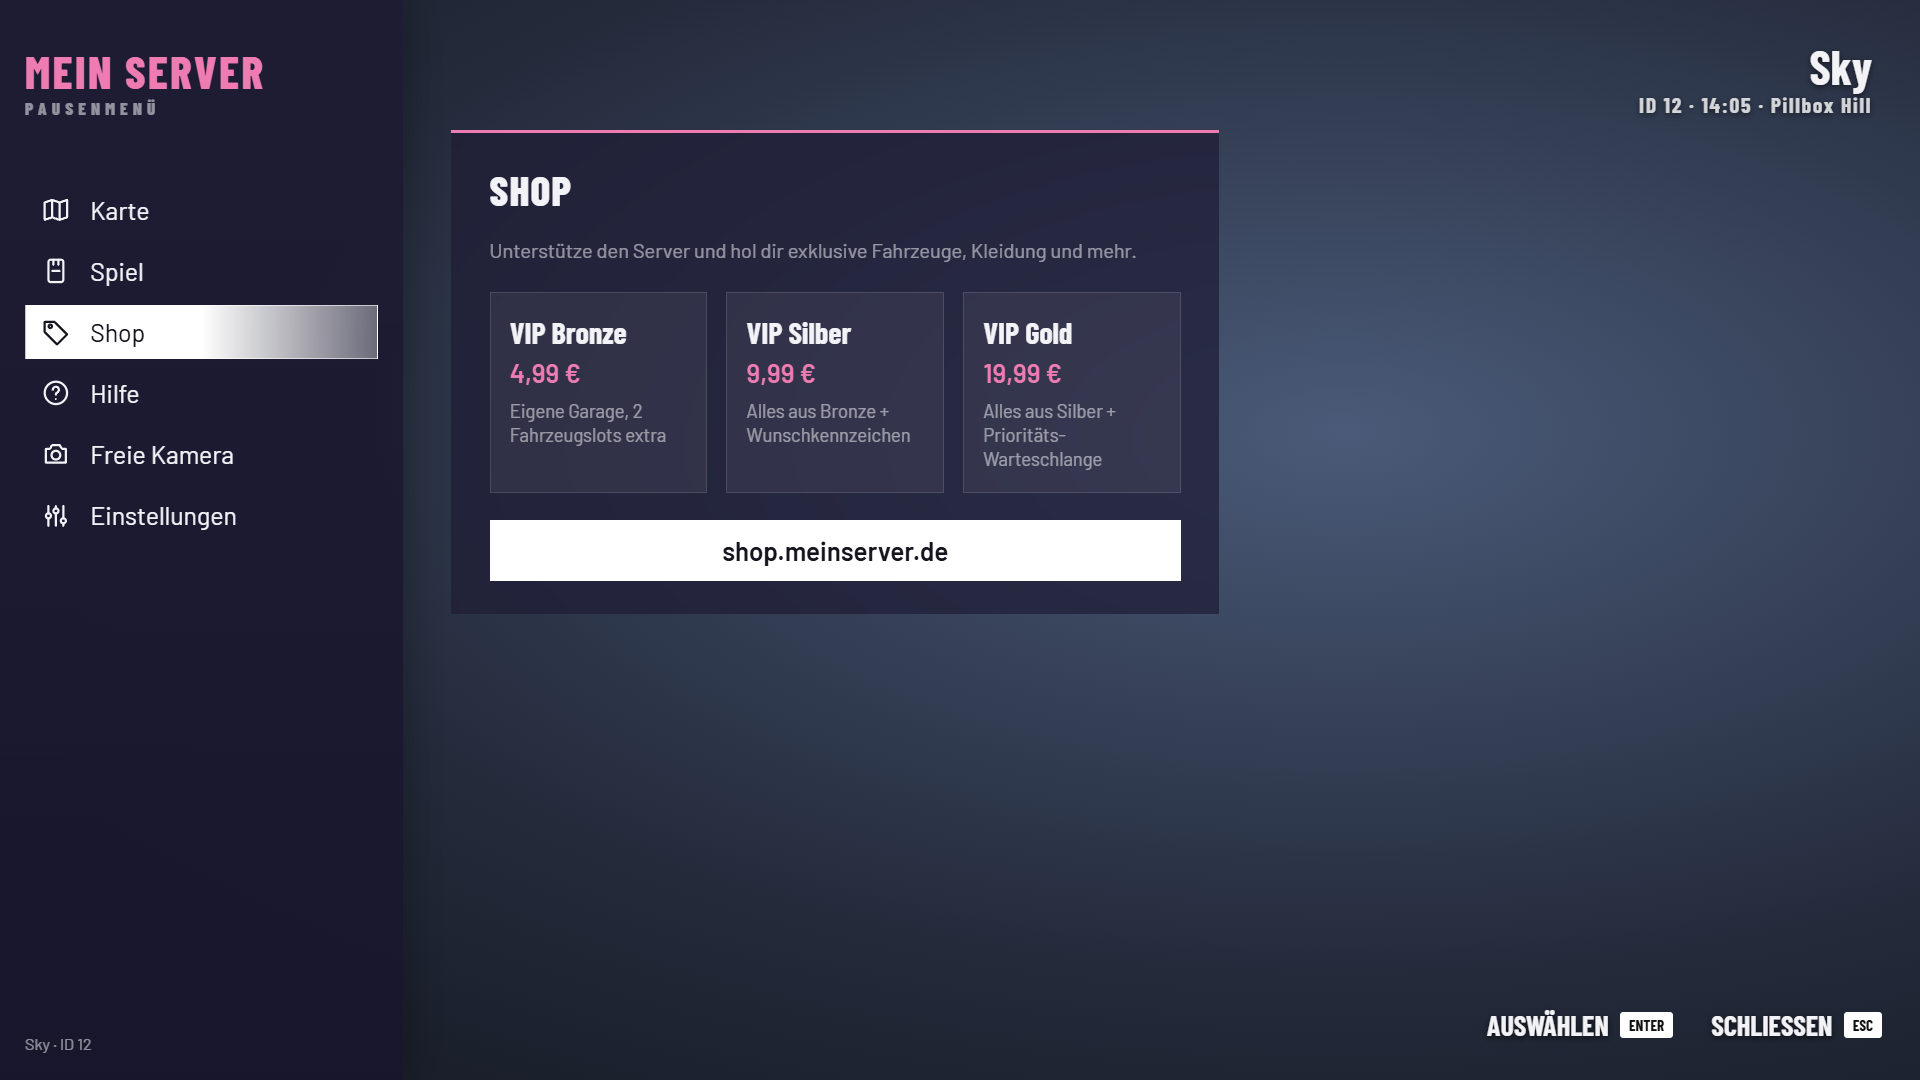 MEIN SERVER
PAUSENMENÜ
Karte
Spiel
Shop
Hilfe
Freie Kamera
Einstellungen
Sky · ID 12
SHOP
Unterstütze den Server und hol dir exklusive Fahrzeuge, Kleidung und mehr.
VIP Bronze
4,99 €
Eigene Garage, 2
Fahrzeugslots extra
VIP Silber
9,99 €
Alles aus Bronze +
Wunschkennzeichen
VIP Gold
19,99 €
Alles aus Silber +
Prioritäts-
Warteschlange
shop.meinserver.de
Sky
ID 12 · 14:05 · Pillbox Hill
AUSWÄHLEN ENTER
SCHLIESSEN ESC